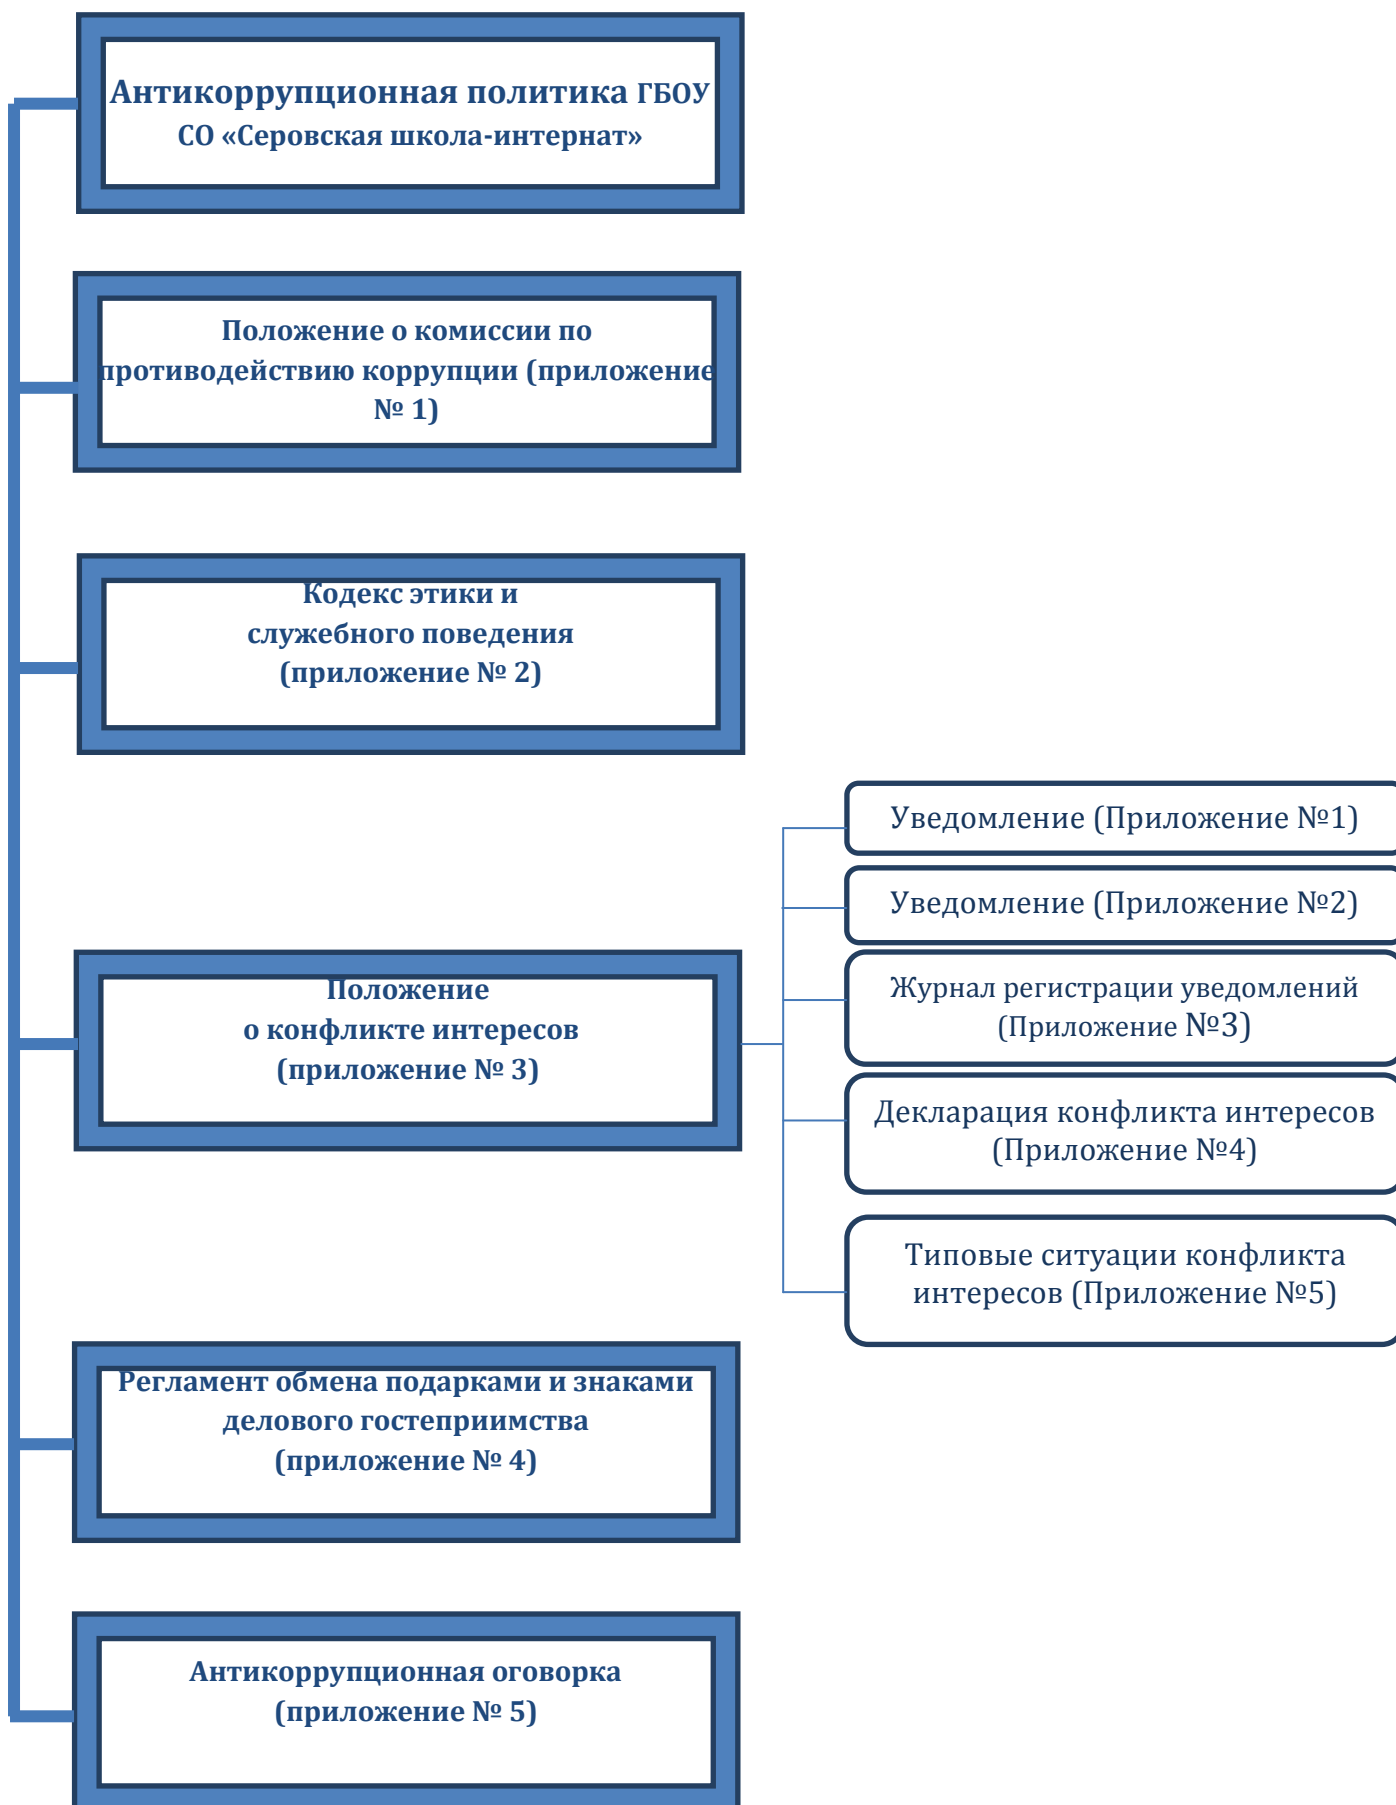 Антикоррупционная политика ГБОУ
СО «Серовская школа-интернат»
Положение о комиссии по
противодействию коррупции (приложение
№ 1)
Кодекс этики и
служебного поведения
(приложение № 2)
Положение
о конфликте интересов
(приложение № 3)
Уведомление (Приложение №1)
Уведомление (Приложение №2)
Журнал регистрации уведомлений
(Приложение №3)
Декларация конфликта интересов
(Приложение №4)
Типовые ситуации конфликта
интересов (Приложение №5)
Регламент обмена подарками и знаками
делового гостеприимства
(приложение № 4)
Антикоррупционная оговорка
(приложение № 5)